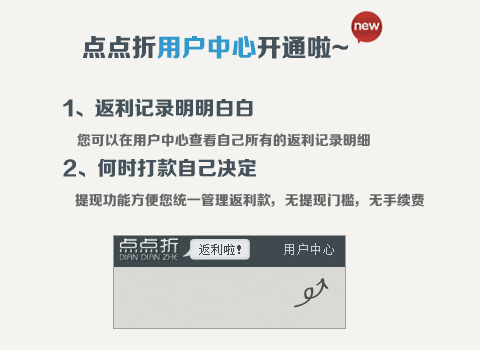 new
点点折用户中心开通啦~
1、返利记录明明白白
您可以在用户中心查看自己所有的返利记录明细
2、何时打款自己决定
提现功能方便您统一管理返利款，无提现门槛，无手续费
点点折 返利啦! 用户中心
DIAN DIAN ZHE